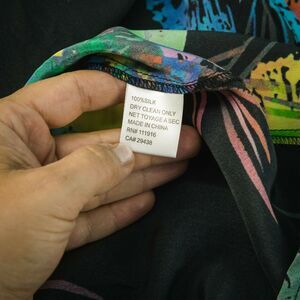 100%SILK
DRY CLEAN ONLY
NET TOYAGE A SEC
MADE IN CHINA
RN# 111916
CA# 29438